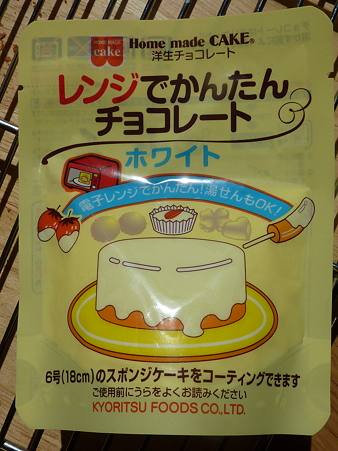 HOME MADE
cake
Home made CAKE®
洋生チョコレート
レンジでかんたん
チョコレート
ホワイト
電子レンジでかんたん!湯せんもOK!
6号(18cm)のスポンジケーキをコーティングできます
ご使用前にうらをよくお読みください
KYORITSU FOODS CO.,LTD.